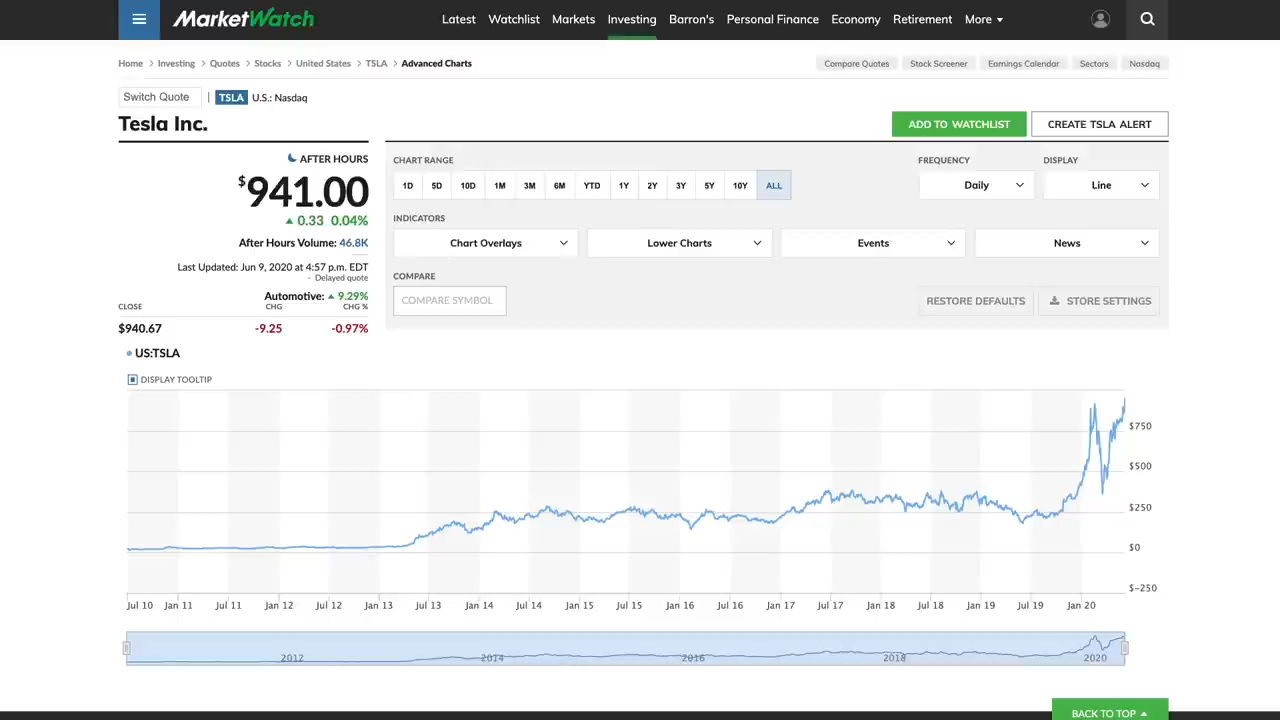 MarketWatch Latest Watchlist Markets Investing Barron's Personal Finance Economy Retirement More
Home > Investing > Quotes > Stocks > United States > TSLA > Advanced Charts Compare Quotes Stock Screener Earnings Calendar Sectors Nasdaq
Switch Quote | TSLA U.S.: Nasdaq
Tesla Inc. ADD TO WATCHLIST CREATE TSLA ALERT
AFTER HOURS
$941.00
0.33 0.04%
After Hours Volume: 46.8K
Last Updated: Jun 9, 2020 at 4:57 p.m. EDT
- Delayed quote
Automotive: 9.29%
CLOSE CHG CHG %
$940.67 -9.25 -0.97%
CHART RANGE FREQUENCY DISPLAY
1D 5D 10D 1M 3M 6M YTD 1Y 2Y 3Y 5Y 10Y ALL Daily Line
INDICATORS
Chart Overlays Lower Charts Events News
COMPARE
COMPARE SYMBOL RESTORE DEFAULTS STORE SETTINGS
US:TSLA
DISPLAY TOOLTIP
$750
$500
$250
$0
$-250
Jul 10 Jan 11 Jul 11 Jan 12 Jul 12 Jan 13 Jul 13 Jan 14 Jul 14 Jan 15 Jul 15 Jan 16 Jul 16 Jan 17 Jul 17 Jan 18 Jul 18 Jan 19 Jul 19 Jan 20
2012 2014 2016 2018 2020
BACK TO TOP